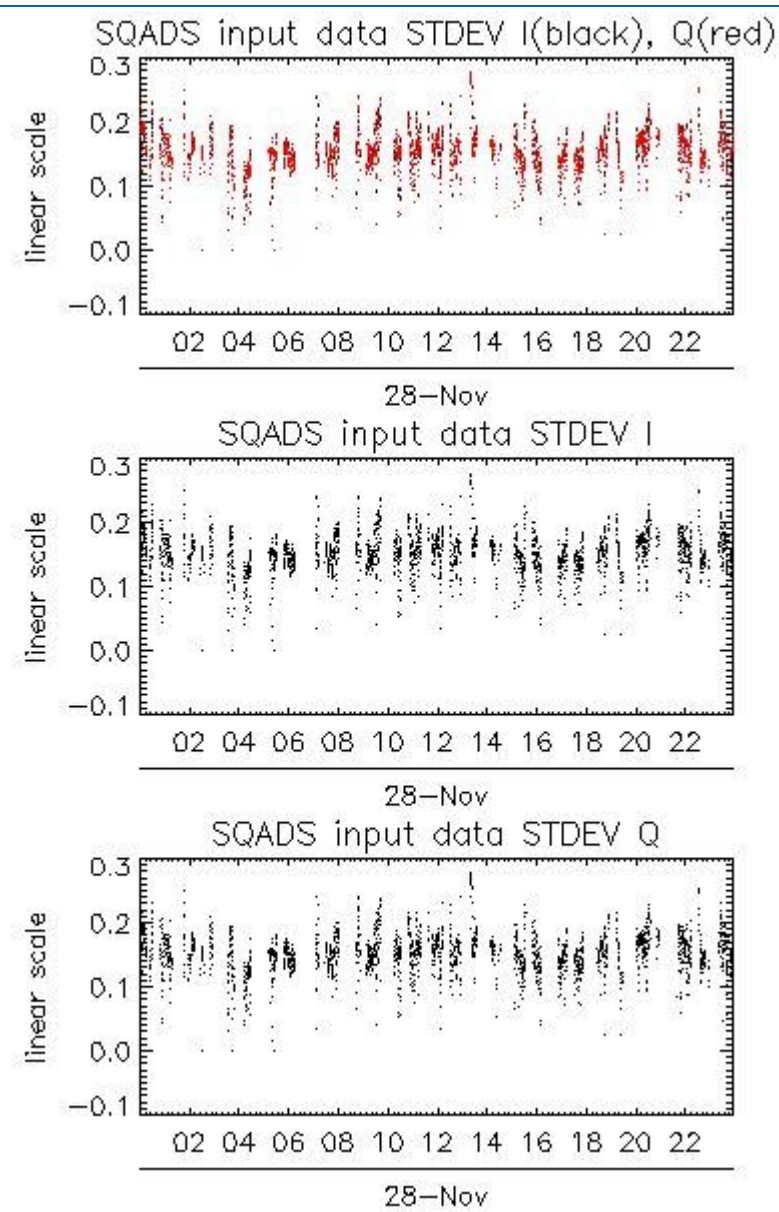 SQADS input data STDEV I(black), Q(red)
0.3
0.2
0.1
0.0
−0.1
linear scale
02 04 06 08 10 12 14 16 18 20 22
28−Nov
SQADS input data STDEV I
0.3
0.2
0.1
0.0
−0.1
linear scale
02 04 06 08 10 12 14 16 18 20 22
28−Nov
SQADS input data STDEV Q
0.3
0.2
0.1
0.0
−0.1
linear scale
02 04 06 08 10 12 14 16 18 20 22
28−Nov